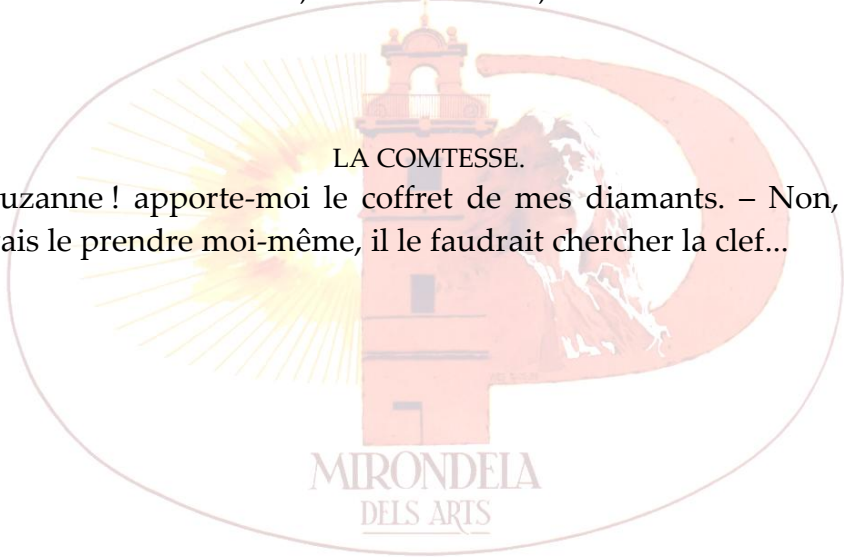 LA COMTESSE.
uzanne ! apporte-moi le coffret de mes diamants. – Non,
ais le prendre moi-même, il le faudrait chercher la clef...
MIRONDELA
DELS ARTS